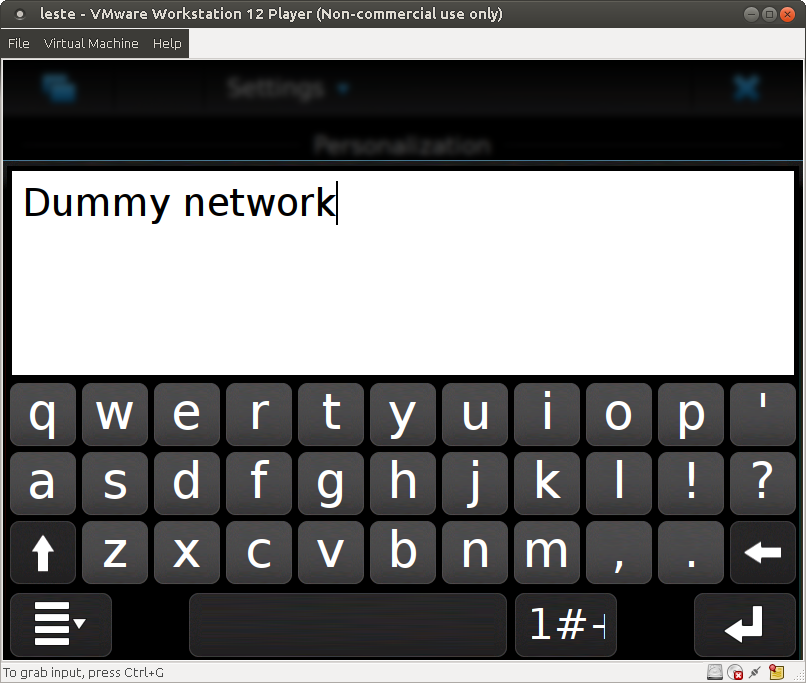 leste - VMware Workstation 12 Player (Non-commercial use only)
File Virtual Machine Help
Settings
Personalization
Dummy network
q w e r t y u i o p '
a s d f g h j k l ! ?
z x c v b n m , .
1#-
To grab input, press Ctrl+G